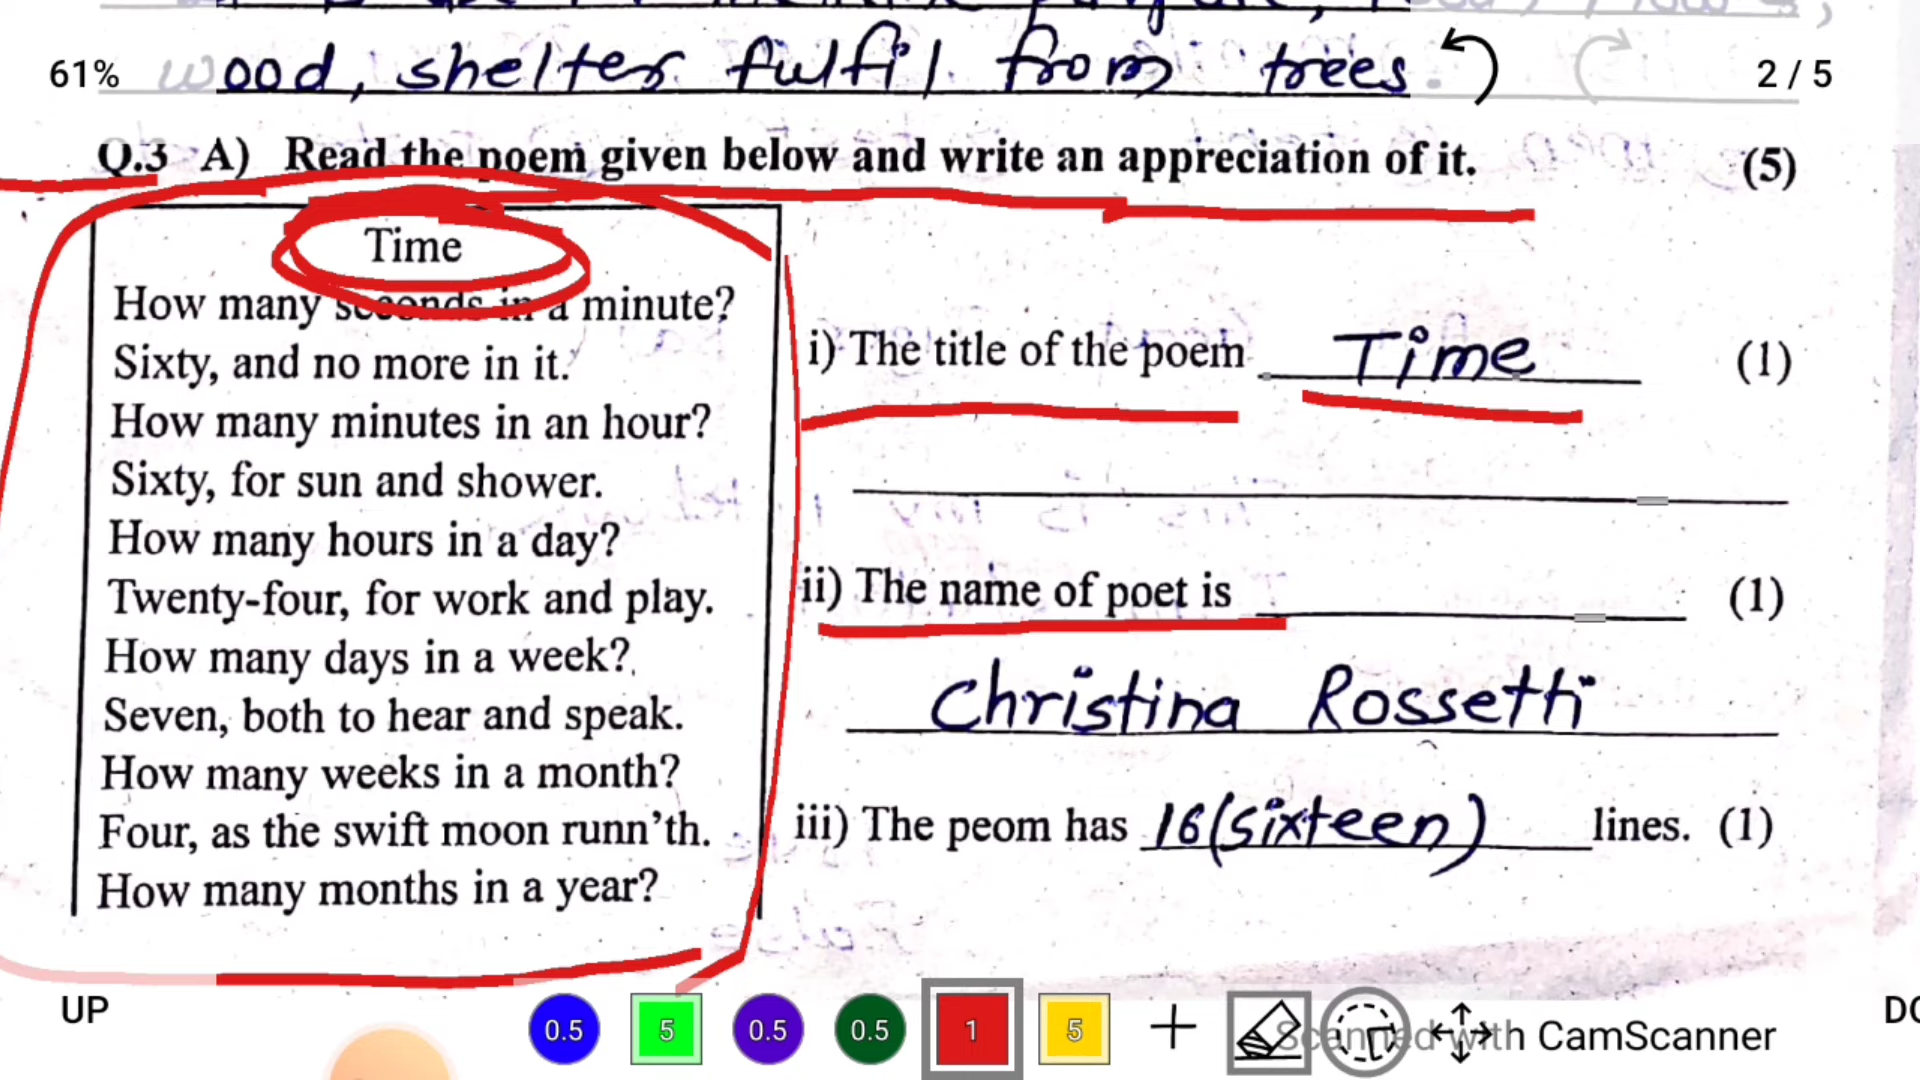 wood, shelter fulfil from trees.
61%
2 / 5
Q.3 A) Read the poem given below and write an appreciation of it. (5)
Time
How many seconds in a minute?
Sixty, and no more in it.
How many minutes in an hour?
Sixty, for sun and shower.
How many hours in a day?
Twenty-four, for work and play.
How many days in a week?
Seven, both to hear and speak.
How many weeks in a month?
Four, as the swift moon runn'th.
How many months in a year?
i) The title of the poem Time (1)
ii) The name of poet is (1)
Christina Rossetti
iii) The peom has 16(sixteen) lines. (1)
UP
0.5 5 0.5 0.5 1 5
Scanned with CamScanner